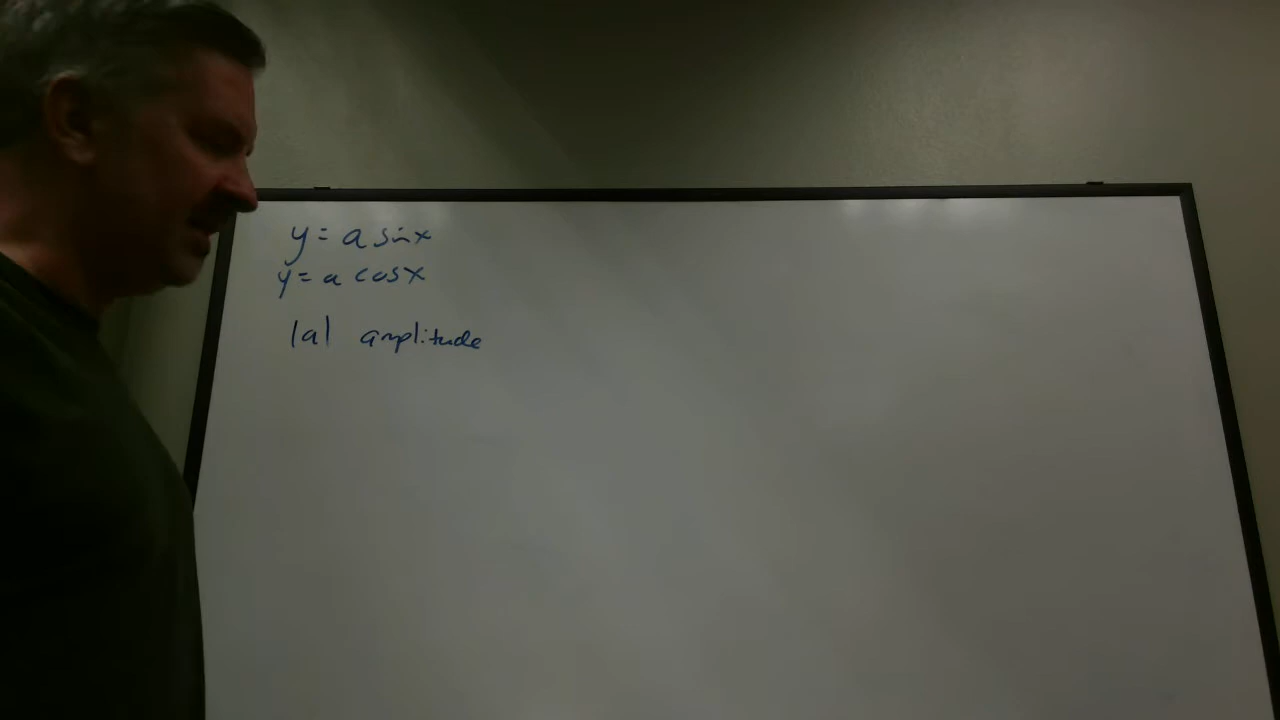 y = a sin x
y = a cos x
|a| amplitude